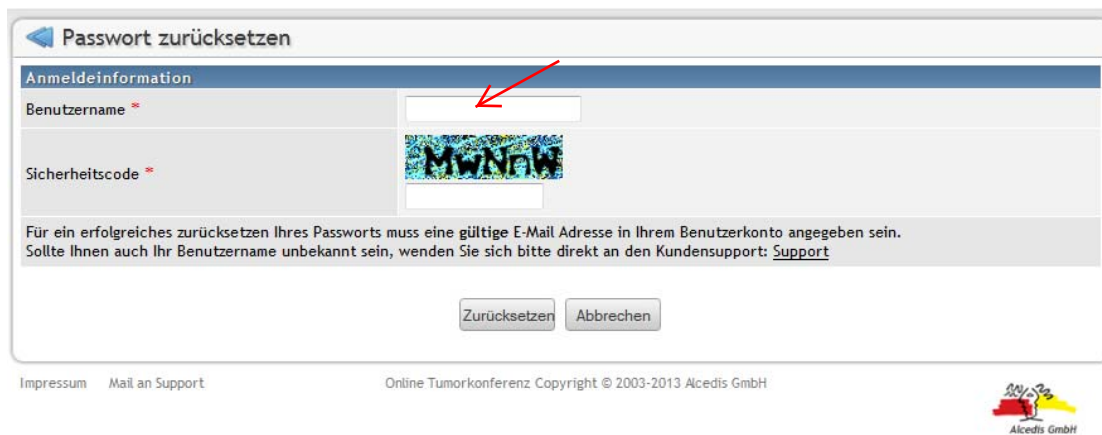 Passwort zurücksetzen
Anmeldeinformation
Benutzername *
Sicherheitscode *
MwNnW
Für ein erfolgreiches zurücksetzen Ihres Passworts muss eine gültige E-Mail Adresse in Ihrem Benutzerkonto angegeben sein.
Sollte Ihnen auch Ihr Benutzername unbekannt sein, wenden Sie sich bitte direkt an den Kundensupport: Support
Zurücksetzen Abbrechen
Impressum Mail an Support Online Tumorkonferenz Copyright © 2003-2013 Alcedis GmbH
Alcedis GmbH